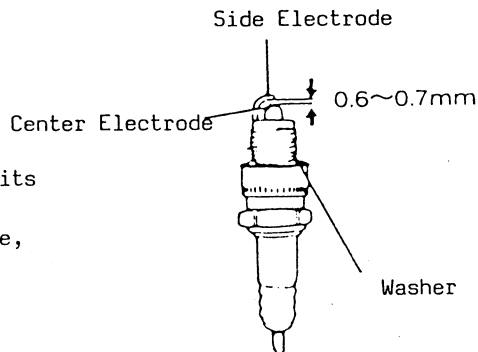 Side Electrode
0.6~0.7mm
Center Electrode
its
e,
Washer